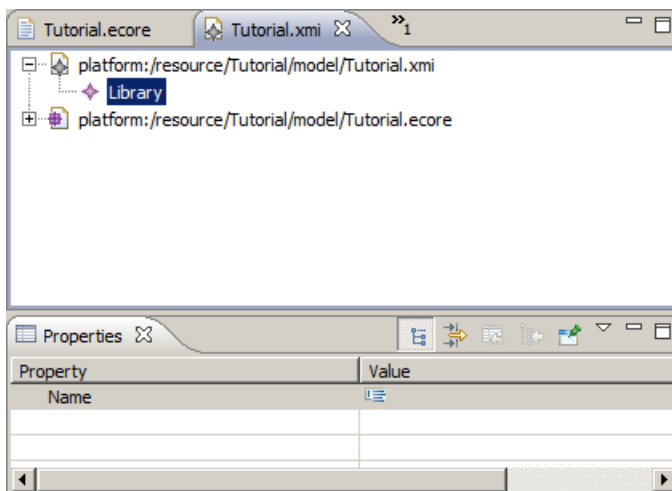 Tutorial.ecore Tutorial.xmi »1
platform:/resource/Tutorial/model/Tutorial.xmi
Library
platform:/resource/Tutorial/model/Tutorial.ecore
Properties
Property Value
Name